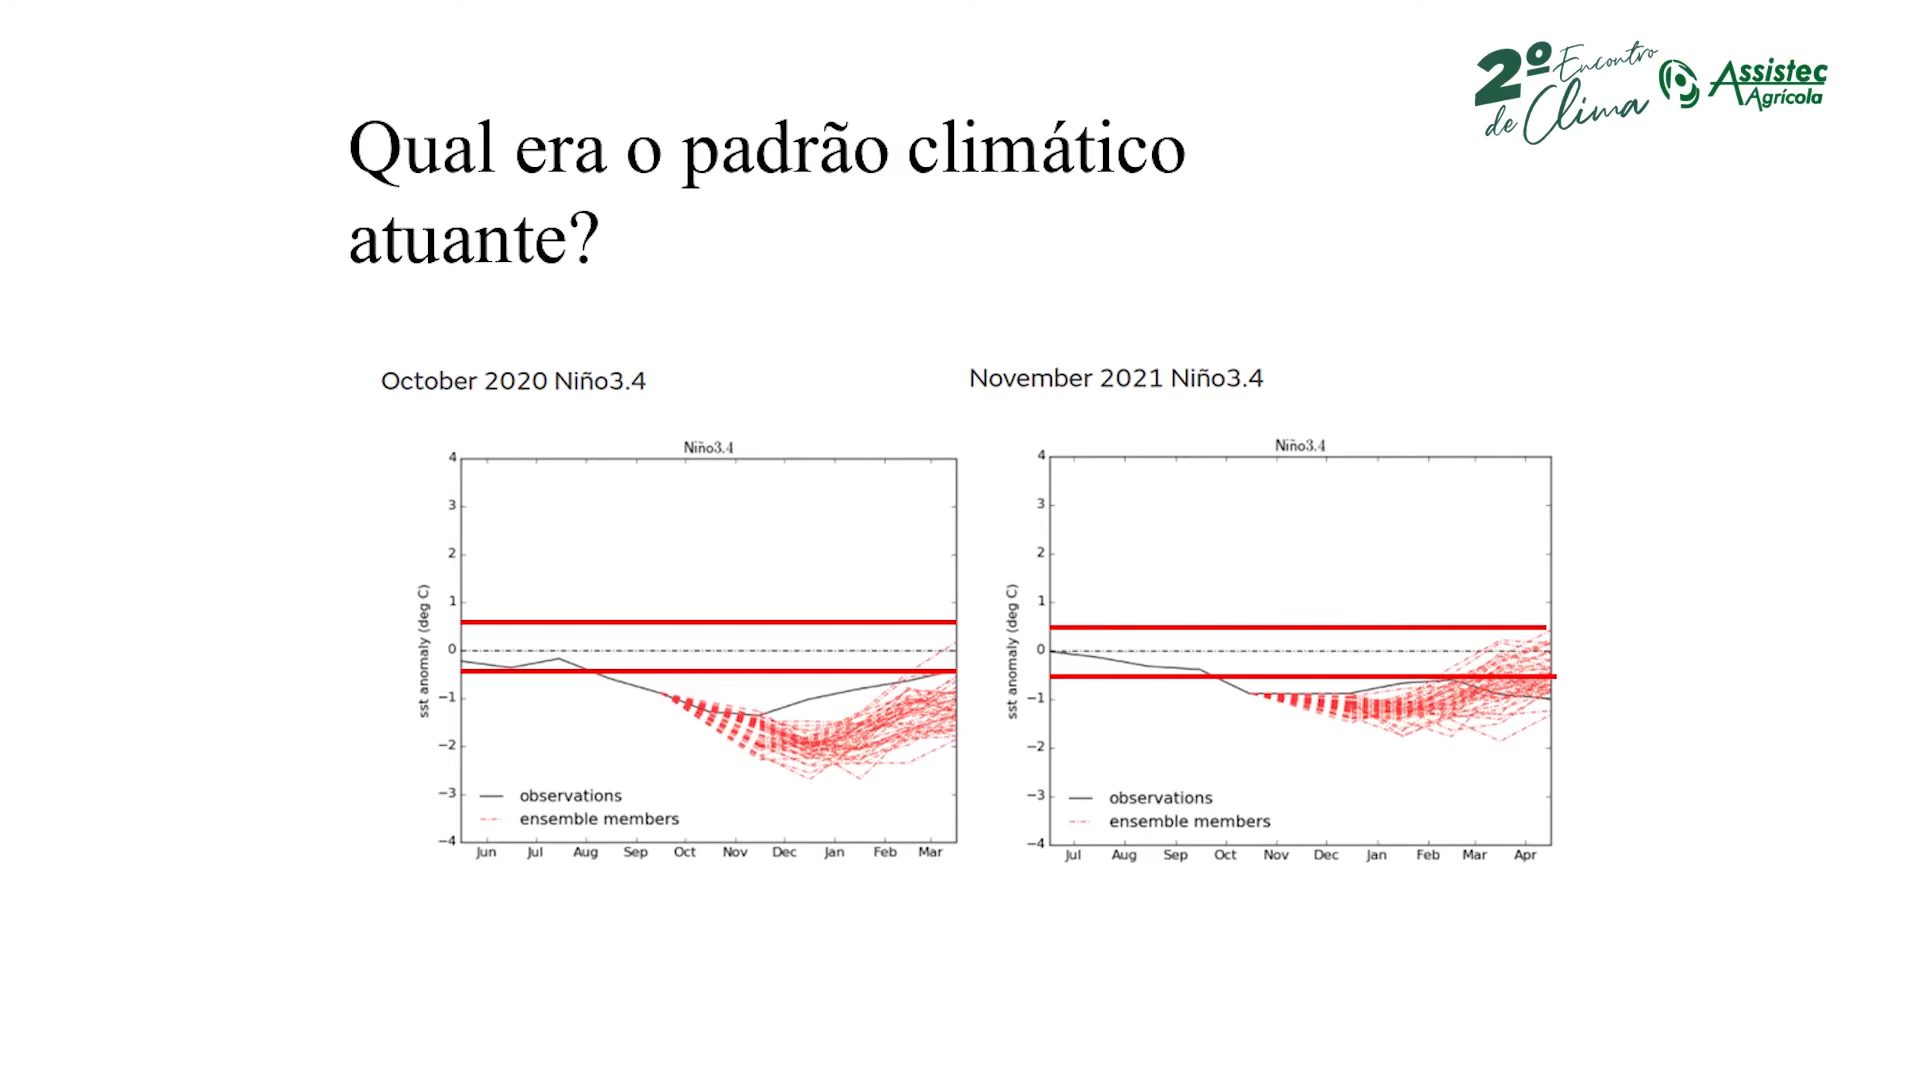 2º Encontro
de Clima
Assistec
Agrícola
Qual era o padrão climático
atuante?
October 2020 Niño3.4
Niño3.4
4
3
2
1
0
−1
−2
−3
−4
sst anomaly (deg C)
observations
ensemble members
Jun Jul Aug Sep Oct Nov Dec Jan Feb Mar
November 2021 Niño3.4
Niño3.4
4
3
2
1
0
−1
−2
−3
−4
sst anomaly (deg C)
observations
ensemble members
Jul Aug Sep Oct Nov Dec Jan Feb Mar Apr